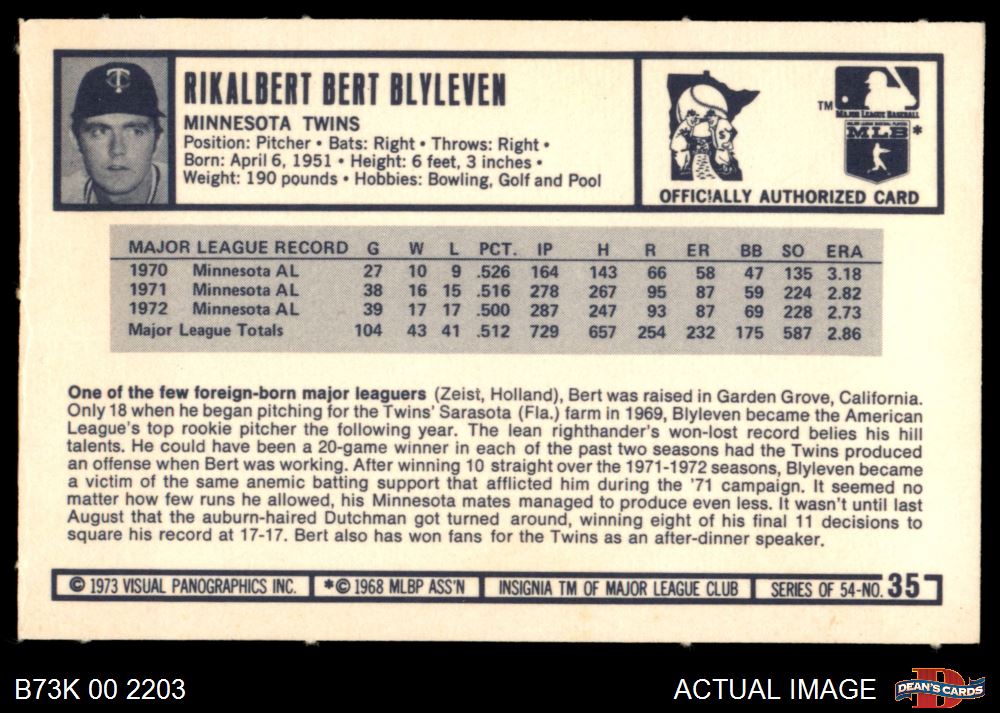 RIKALBERT BERT BLYLEVEN
MINNESOTA TWINS
Position: Pitcher • Bats: Right • Throws: Right •
Born: April 6, 1951 • Height: 6 feet, 3 inches •
Weight: 190 pounds • Hobbies: Bowling, Golf and Pool
TM
MAJOR LEAGUE BASEBALL
MAJOR LEAGUE BASEBALL PLAYERS
MLB*
OFFICIALLY AUTHORIZED CARD
MAJOR LEAGUE RECORD G W L PCT. IP H R ER BB SO ERA
1970 Minnesota AL 27 10 9 .526 164 143 66 58 47 135 3.18
1971 Minnesota AL 38 16 15 .516 278 267 95 87 59 224 2.82
1972 Minnesota AL 39 17 17 .500 287 247 93 87 69 228 2.73
Major League Totals 104 43 41 .512 729 657 254 232 175 587 2.86
One of the few foreign-born major leaguers (Zeist, Holland), Bert was raised in Garden Grove, California.
Only 18 when he began pitching for the Twins' Sarasota (Fla.) farm in 1969, Blyleven became the American
League's top rookie pitcher the following year. The lean righthander's won-lost record belies his hill
talents. He could have been a 20-game winner in each of the past two seasons had the Twins produced
an offense when Bert was working. After winning 10 straight over the 1971-1972 seasons, Blyleven became
a victim of the same anemic batting support that afflicted him during the '71 campaign. It seemed no
matter how few runs he allowed, his Minnesota mates managed to produce even less. It wasn't until last
August that the auburn-haired Dutchman got turned around, winning eight of his final 11 decisions to
square his record at 17-17. Bert also has won fans for the Twins as an after-dinner speaker.
© 1973 VISUAL PANOGRAPHICS INC. *© 1968 MLBP ASS'N INSIGNIA TM OF MAJOR LEAGUE CLUB SERIES OF 54-NO. 35
B73K 00 2203 ACTUAL IMAGE DEAN'S CARDS